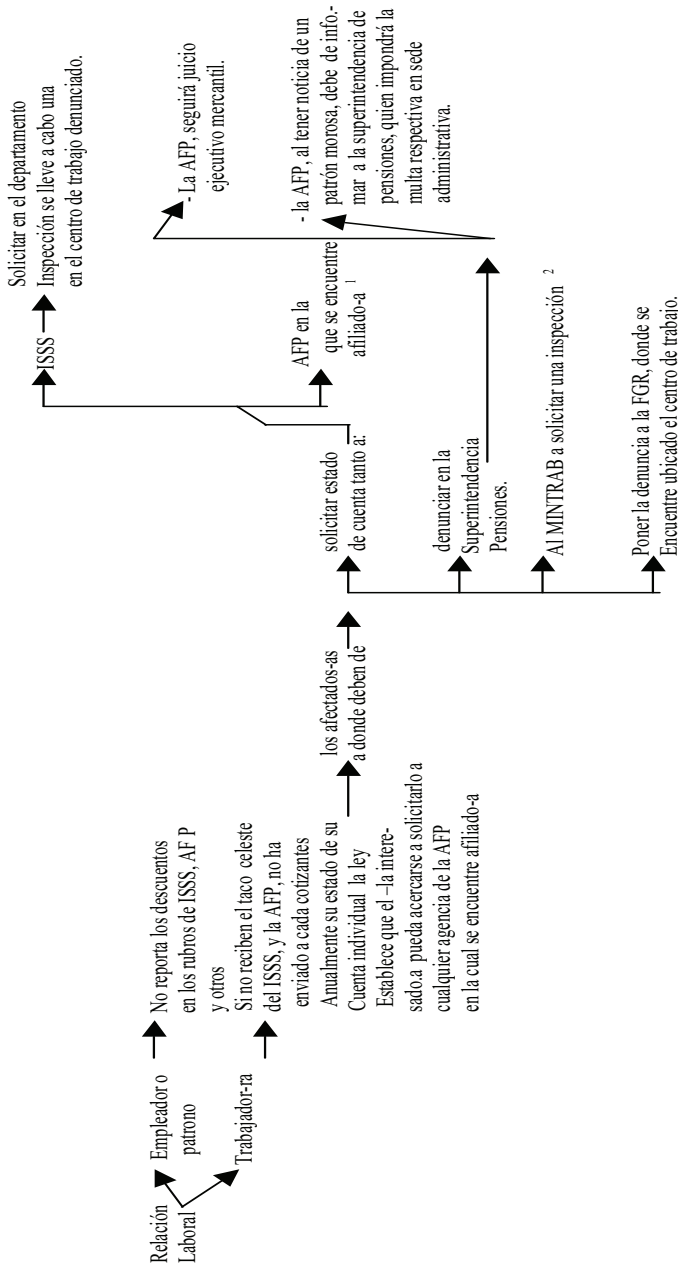 Relación
Laboral
Empleador o
patrono
Trabajador-ra
No reporta los descuentos
en los rubros de ISSS, AF P
y otros
Si no reciben el taco celeste
del ISSS, y la AFP, no ha
enviado a cada cotizantes
Anualmente su estado de su
Cuenta individual la ley
Establece que el –la intere-
sado.a pueda acercarse a solicitarlo a
cualquier agencia de la AFP
en la cual se encuentre afiliado-a
los afectados-as
a donde deben de
solicitar estado
de cuenta tanto a:
denunciar en la
Superintendencia
Pensiones.
Al MINTRAB a solicitar una inspección 2
Poner la denuncia a la FGR, donde se
Encuentre ubicado el centro de trabajo.
ISSS
AFP en la
que se encuentre
afiliado-a 1
Solicitar en el departamento
Inspección se lleve a cabo una
en el centro de trabajo denunciado.
- La AFP, seguirá juicio
ejecutivo mercantil.
- la AFP, al tener noticia de un
patrón morosa, debe de info.-
mar a la superintendencia de
pensiones, quien impondrá la
multa respectiva en sede
administrativa.